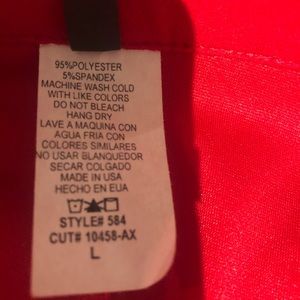 95%POLYESTER
5%SPANDEX
MACHINE WASH COLD
WITH LIKE COLORS
DO NOT BLEACH
HANG DRY
LAVE A MAQUINA CON
AGUA FRIA CON
COLORES SIMILARES
NO USAR BLANQUEDOR
SECAR COLGADO
MADE IN USA
HECHO EN EUA
STYLE# 584
CUT# 10458-AX
L